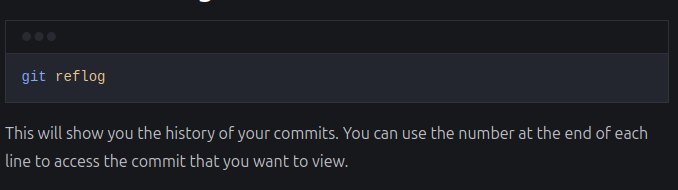 git reflog
This will show you the history of your commits. You can use the number at the end of each
line to access the commit that you want to view.